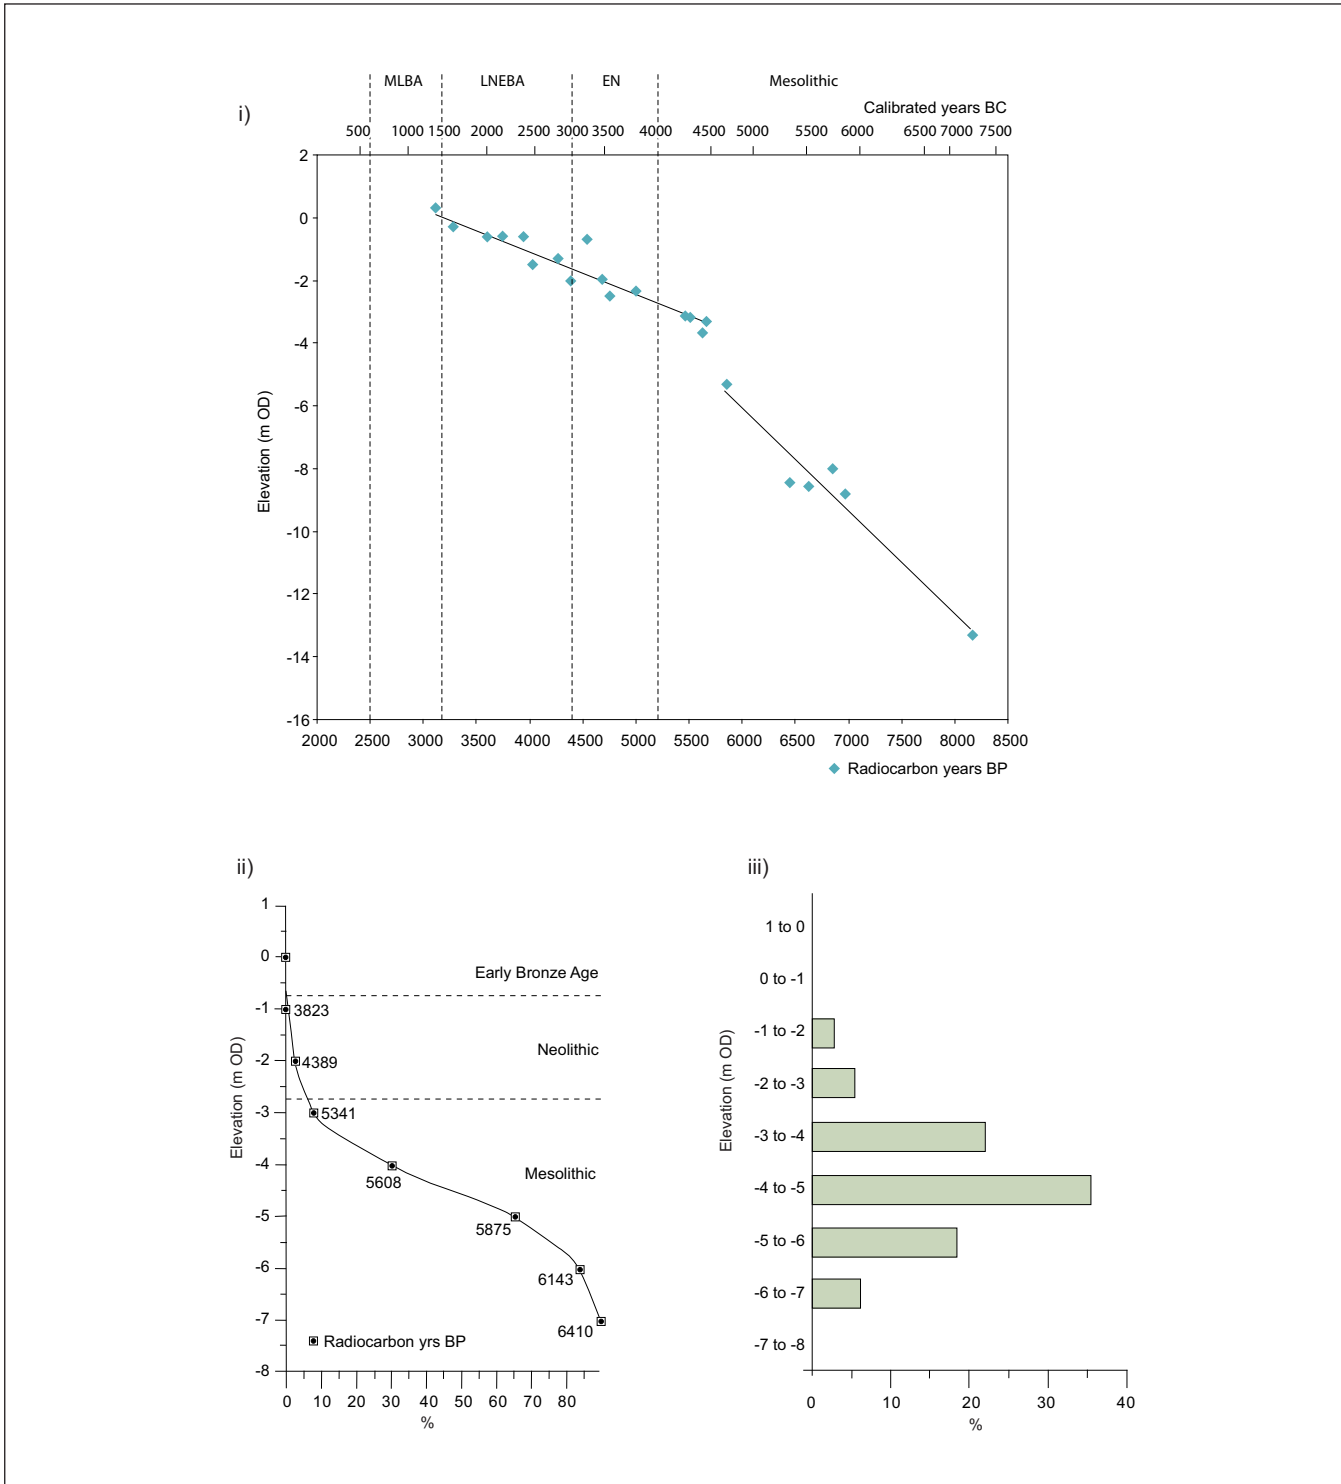 i)
MLBA LNEBA EN Mesolithic
Calibrated years BC
500 1000 1500 2000 2500 3000 3500 4000 4500 5000 5500 6000 6500 7000 7500
2
0
-2
-4
-6
-8
-10
-12
-14
-16
Elevation (m OD)
2000 2500 3000 3500 4000 4500 5000 5500 6000 6500 7000 7500 8000 8500
Radiocarbon years BP
ii)
1
0
-1
-2
-3
-4
-5
-6
-7
-8
Elevation (m OD)
Early Bronze Age
3823
Neolithic
4389
5341
Mesolithic
5608
5875
6143
6410
Radiocarbon yrs BP
0 10 20 30 40 50 60 70 80
%
iii)
1 to 0
0 to -1
-1 to -2
-2 to -3
-3 to -4
-4 to -5
-5 to -6
-6 to -7
-7 to -8
Elevation (m OD)
0 10 20 30 40
%